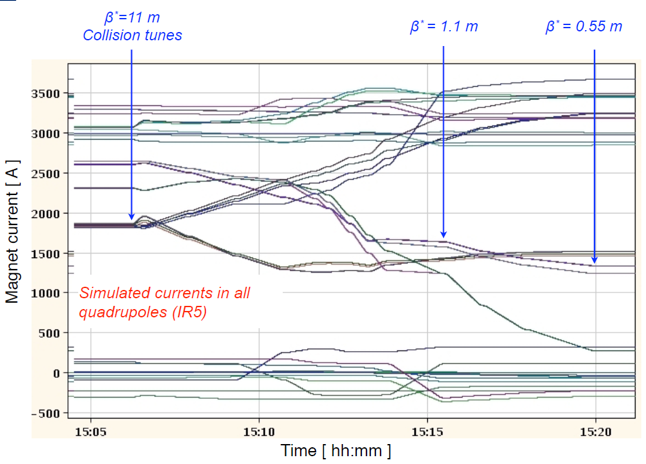 β*=11 m
Collision tunes
β* = 1.1 m
β* = 0.55 m
Magnet current [ A ]
3500
3000
2500
2000
1500
1000
500
0
-500
Simulated currents in all
quadrupoles (IR5)
15:05
15:10
15:15
15:20
Time [ hh:mm ]